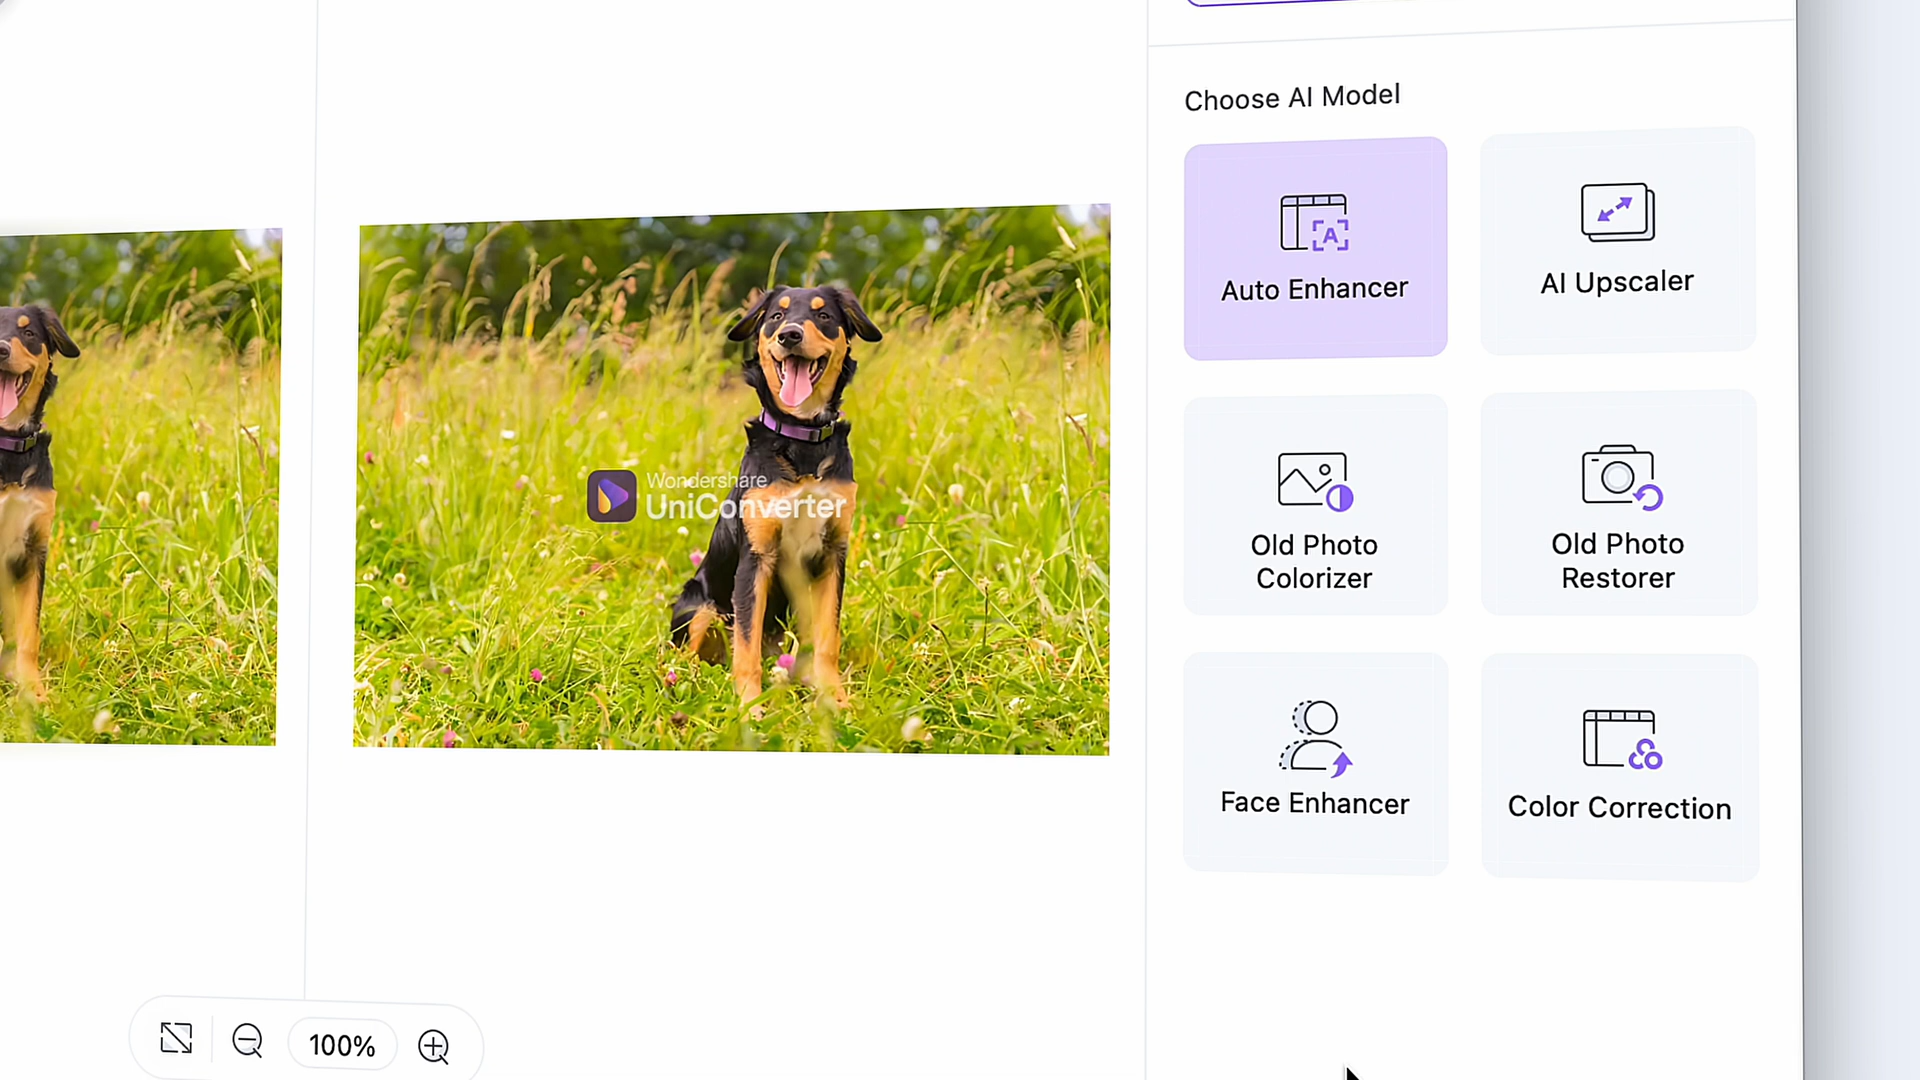 Choose AI Model
Auto Enhancer
AI Upscaler
Wondershare
UniConverter
Old Photo
Colorizer
Old Photo
Restorer
Face Enhancer
Color Correction
100%
A